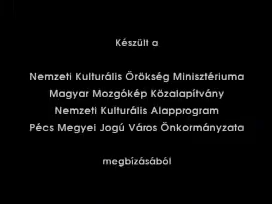 Készült a
Nemzeti Kulturális Örökség Minisztériuma
Magyar Mozgókép Közalapítvány
Nemzeti Kulturális Alapprogram
Pécs Megyei Jogú Város Önkormányzata
megbízásából